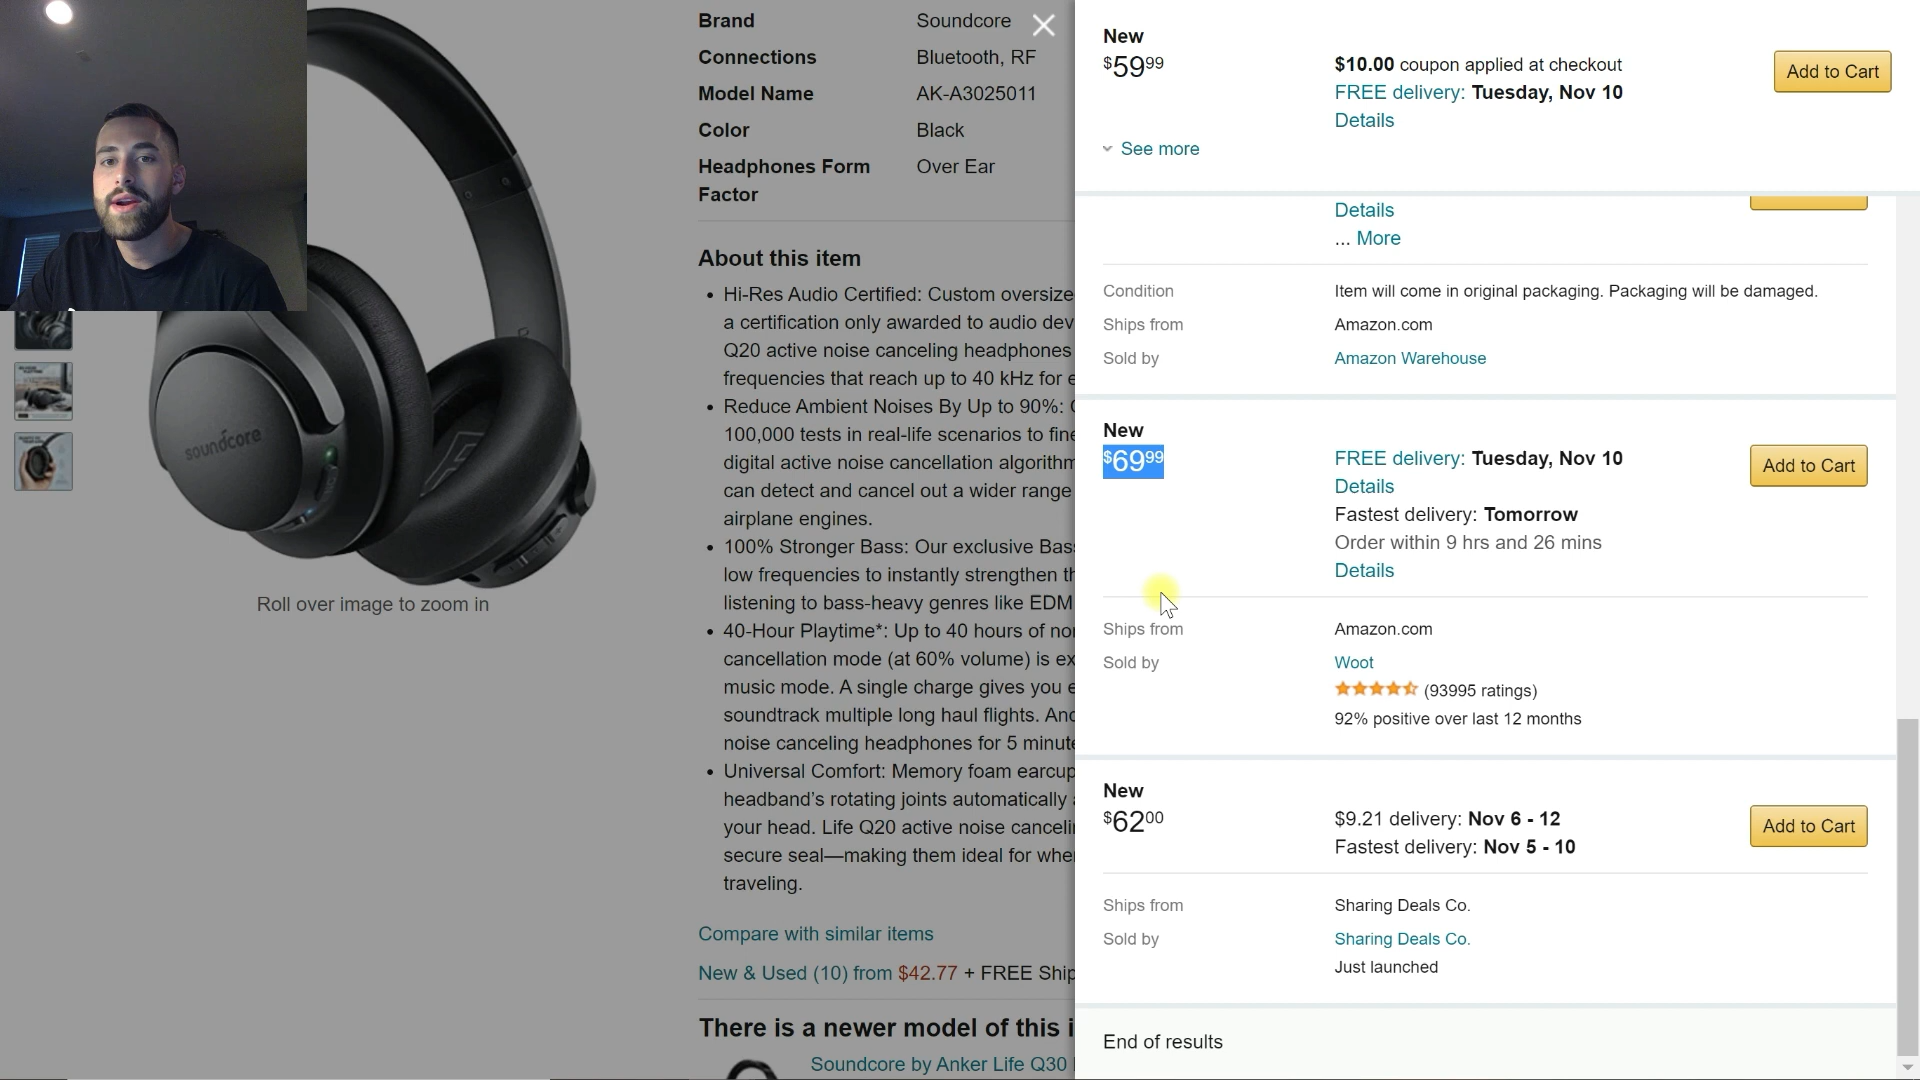 Brand Soundcore
Connections Bluetooth, RF
Model Name AK-A3025011
Color Black
Headphones Form Over Ear
Factor
About this item
Hi-Res Audio Certified: Custom oversize
a certification only awarded to audio dev
Q20 active noise canceling headphones
frequencies that reach up to 40 kHz for e
Reduce Ambient Noises By Up to 90%:
100,000 tests in real-life scenarios to fine
digital active noise cancellation algorithm
can detect and cancel out a wider range
airplane engines.
100% Stronger Bass: Our exclusive Bas
low frequencies to instantly strengthen th
listening to bass-heavy genres like EDM
40-Hour Playtime*: Up to 40 hours of no
cancellation mode (at 60% volume) is ex
music mode. A single charge gives you e
soundtrack multiple long haul flights. And
noise canceling headphones for 5 minute
Universal Comfort: Memory foam earcup
headband's rotating joints automatically
your head. Life Q20 active noise canceli
secure seal—making them ideal for whe
traveling.
Compare with similar items
New & Used (10) from $42.77 + FREE Ship
There is a newer model of this i
Soundcore by Anker Life Q30
soundcore
Roll over image to zoom in
New
$59.99
$10.00 coupon applied at checkout
FREE delivery: Tuesday, Nov 10
Details
Add to Cart
See more
Details
... More
Condition Item will come in original packaging. Packaging will be damaged.
Ships from Amazon.com
Sold by Amazon Warehouse
New
$69.99
FREE delivery: Tuesday, Nov 10
Details
Fastest delivery: Tomorrow
Order within 9 hrs and 26 mins
Details
Add to Cart
Ships from Amazon.com
Sold by Woot
(93995 ratings)
92% positive over last 12 months
New
$62.00
$9.21 delivery: Nov 6 - 12
Fastest delivery: Nov 5 - 10
Add to Cart
Ships from Sharing Deals Co.
Sold by Sharing Deals Co.
Just launched
End of results